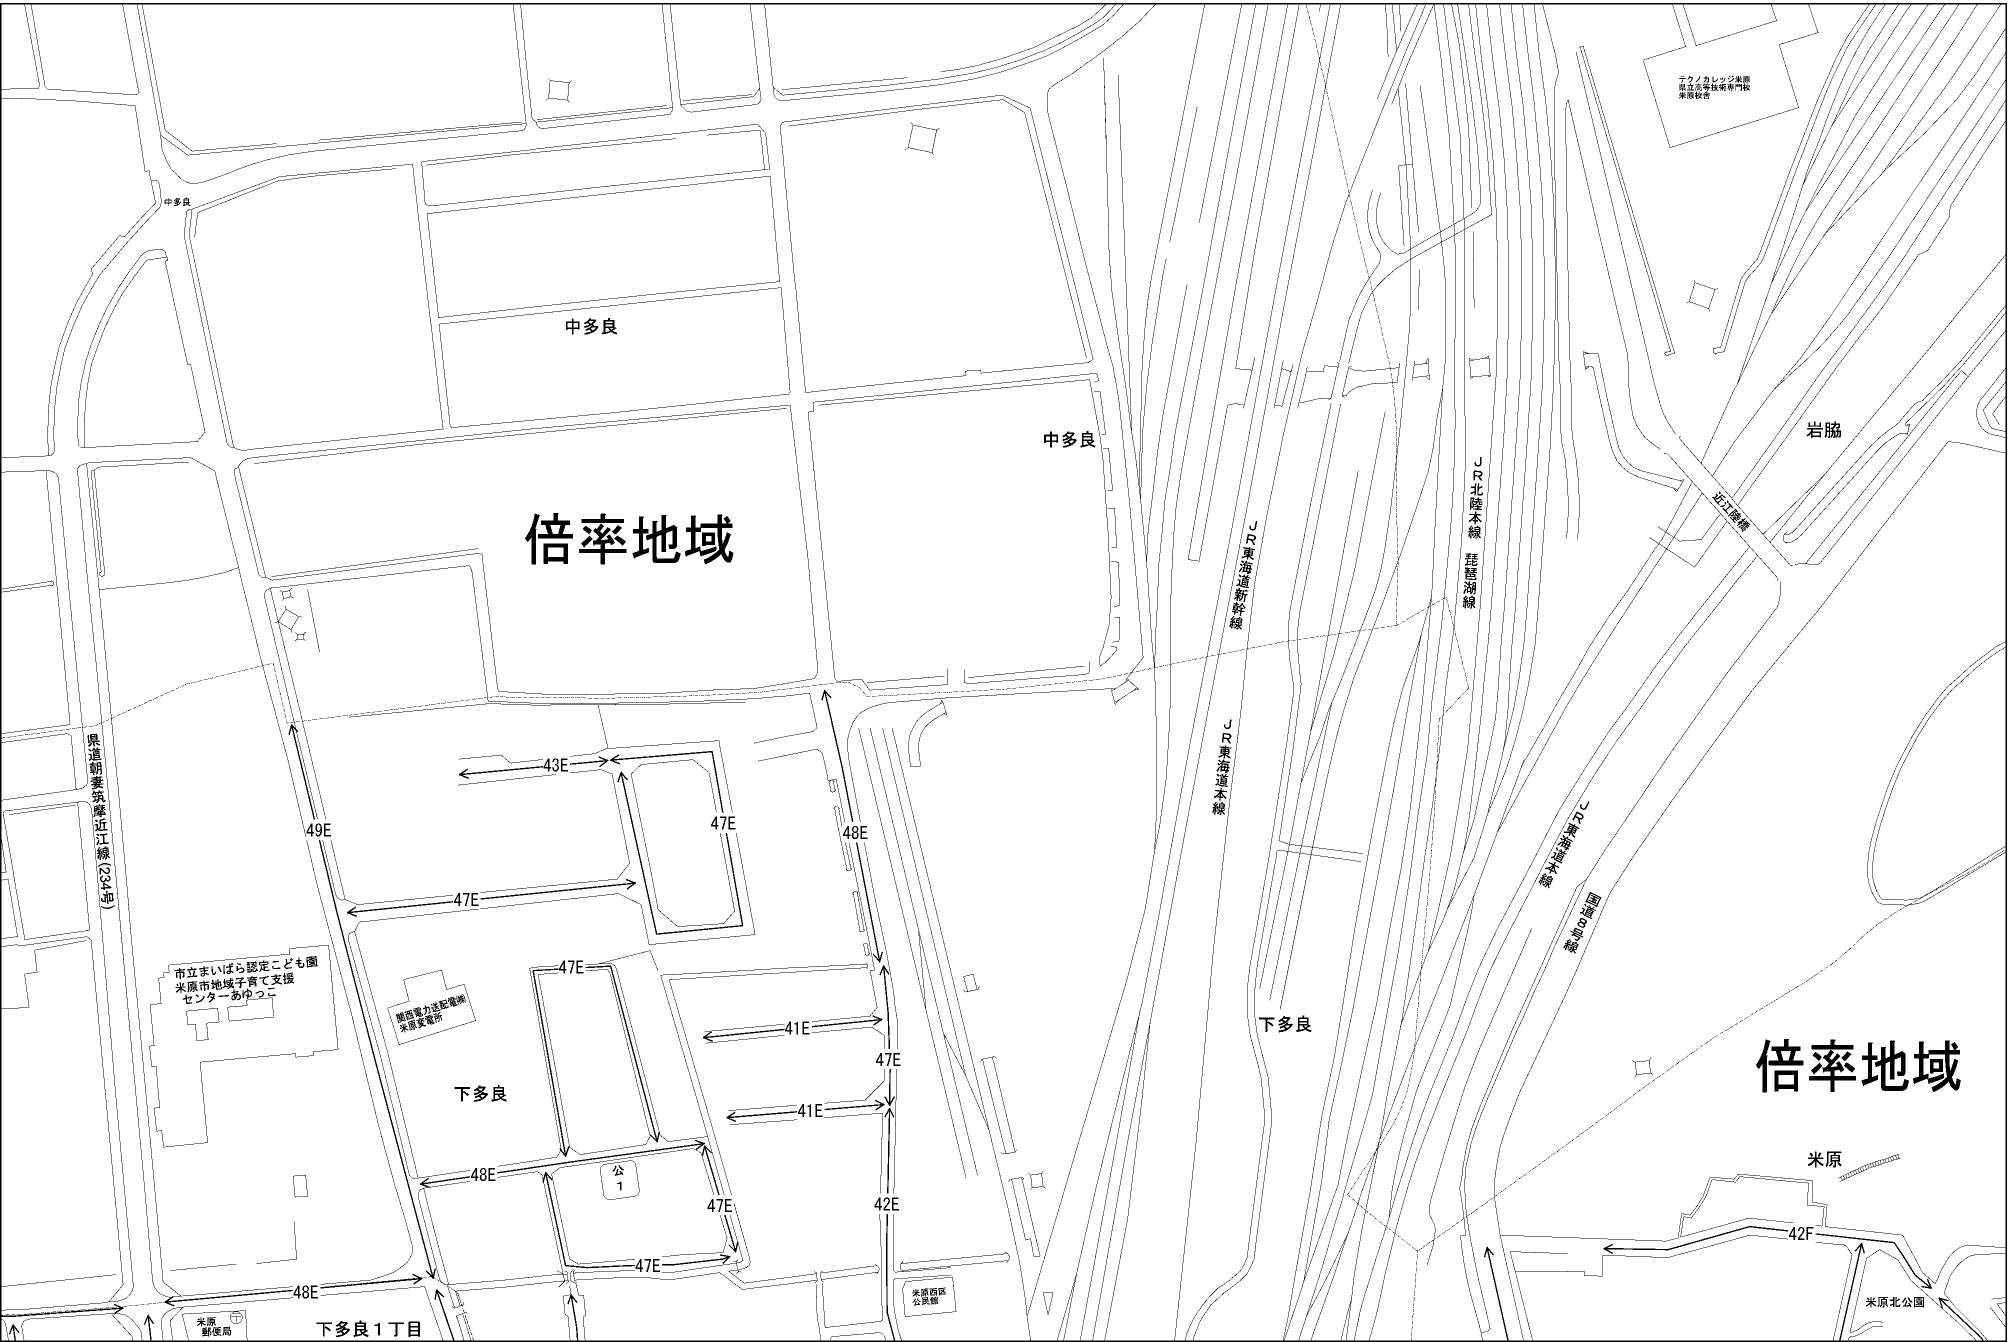 テクノカレッジ米原
県立高等技術専門校
米原校舎
中多良
中多良
中多良
岩脇
近江陸橋
倍率地域
JR北陸本線 琵琶湖線
JR東海道新幹線
JR東海道本線
県道朝妻筑摩近江線(234号)
43E
47E
48E
49E
47E
JR東海道本線
国道8号線
市立まいばら認定こども園
米原市地域子育て支援
センターあゆっこ
関西電力送配電㈱
米原変電所
47E
41E
下多良
47E
倍率地域
下多良
41E
米原
48E
公
1
47E
42E
42F
47E
48E
米原西区
公民館
米原北公園
米原
郵便局
下多良1丁目